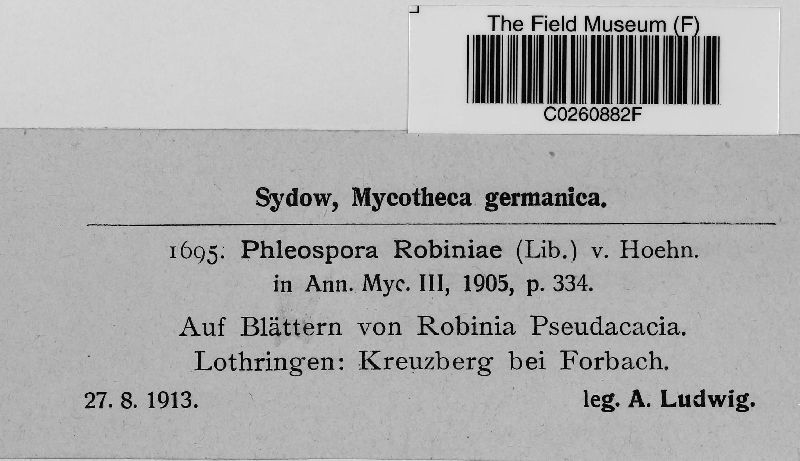 The Field Museum (F)
C0260882F
Sydow, Mycotheca germanica.
1695. Phleospora Robiniae (Lib.) v. Hoehn.
in Ann. Myc. III, 1905, p. 334.
Auf Blättern von Robinia Pseudacacia.
Lothringen: Kreuzberg bei Forbach.
27. 8. 1913. leg. A. Ludwig.